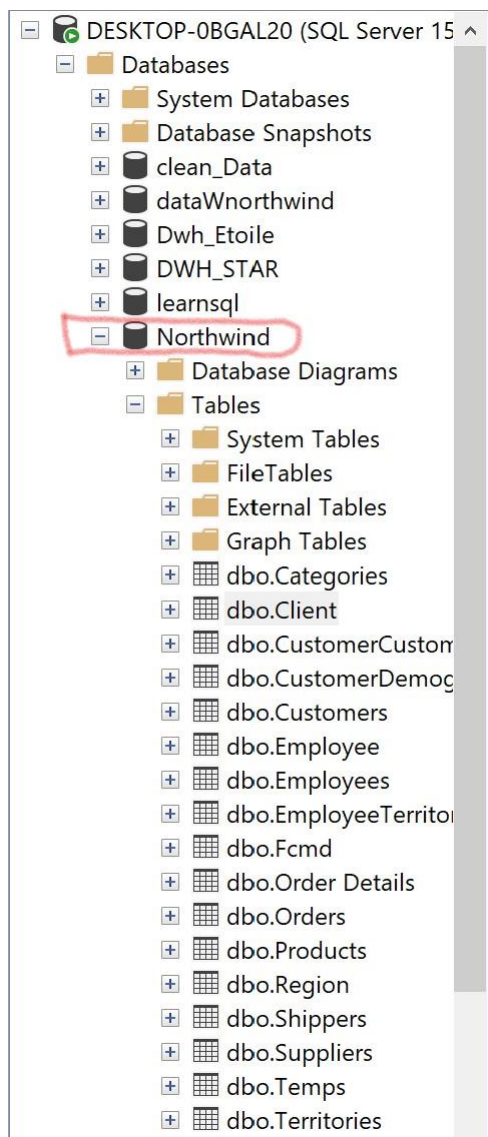 DESKTOP-0BGAL20 (SQL Server 15
Databases
System Databases
Database Snapshots
clean_Data
dataWnorthwind
Dwh_Etoile
DWH_STAR
learnsql
Northwind
Database Diagrams
Tables
System Tables
FileTables
External Tables
Graph Tables
dbo.Categories
dbo.Client
dbo.CustomerCustom
dbo.CustomerDemog
dbo.Customers
dbo.Employee
dbo.Employees
dbo.EmployeeTerrito
dbo.Fcmd
dbo.Order Details
dbo.Orders
dbo.Products
dbo.Region
dbo.Shippers
dbo.Suppliers
dbo.Temps
dbo.Territories